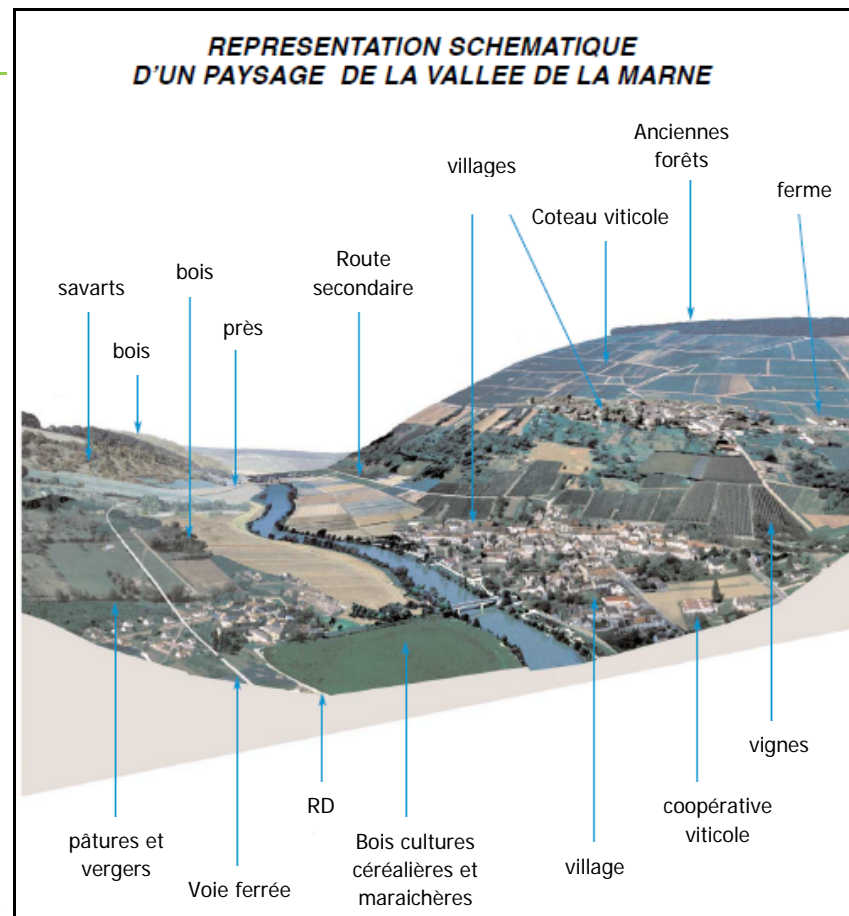 REPRESENTATION SCHEMATIQUE
D'UN PAYSAGE DE LA VALLEE DE LA MARNE
Anciennes
forêts
villages
ferme
Coteau viticole
Route
secondaire
bois
savarts
près
bois
vignes
RD
coopérative
viticole
pâtures et
vergers
Bois cultures
céréalières et
maraichères
village
Voie ferrée